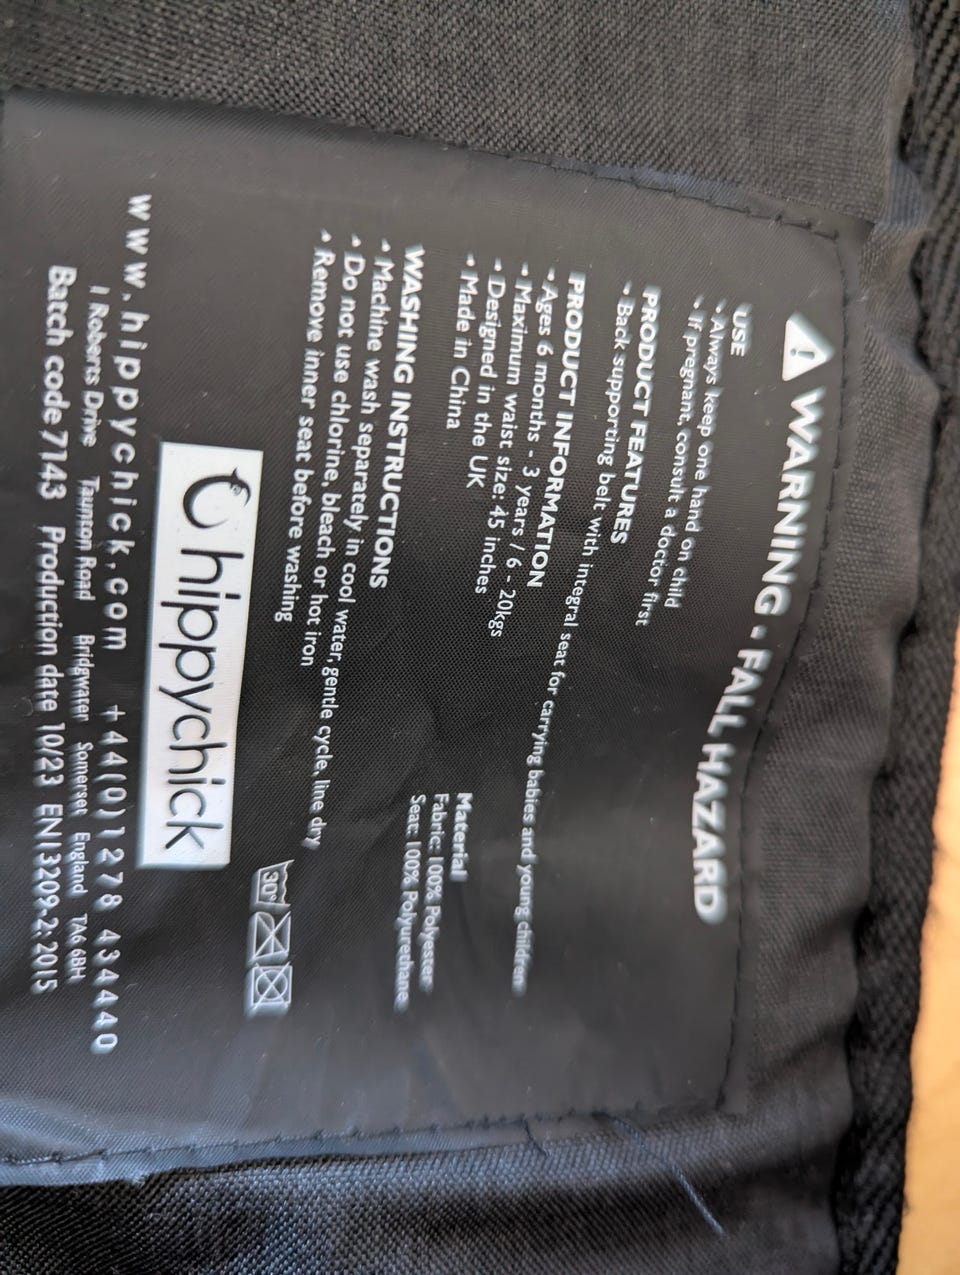 ⚠ WARNING - FALL HAZARD
USE
• Always keep one hand on child
• If pregnant, consult a doctor first
PRODUCT FEATURES
• Back supporting belt with integral seat for carrying babies and young children
PRODUCT INFORMATION
• Ages 6 months - 3 years / 6 - 20kgs
• Maximum waist size: 45 inches
• Designed in the UK
• Made in China
Material
Fabric: 100% Polyester
Seat: 100% Polyurethane
WASHING INSTRUCTIONS
• Machine wash separately in cool water, gentle cycle, line dry
• Do not use chlorine, bleach or hot iron
• Remove inner seat before washing
30°
hippychick
www.hippychick.com +44(0)1278 434440
1 Roberts Drive Taunton Road Bridgwater Somerset England TA6 6BH
Batch code 7143 Production date 10/23 EN13209-2:2015